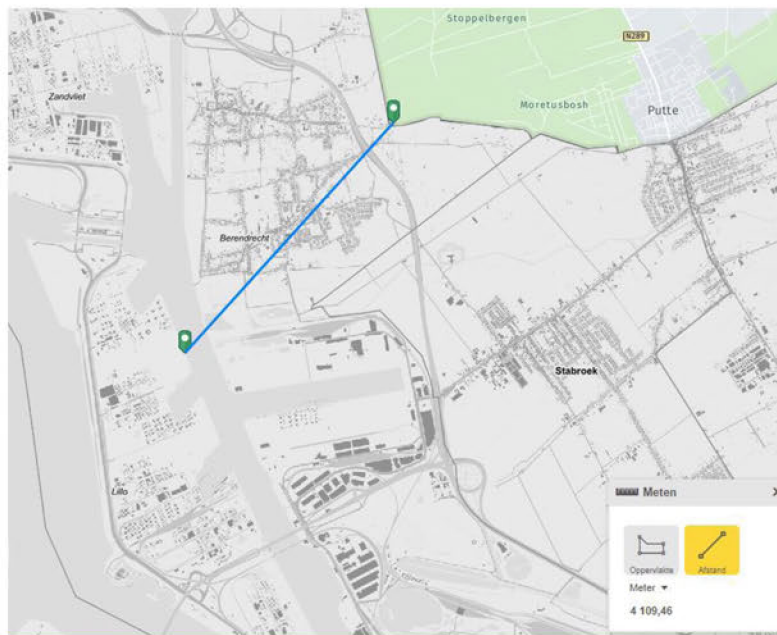 Stoppelbergen
N289
Zandvliet
Moretusbosh
Putte
Berendrecht
Stabroek
Lillo
Meten
Oppervlakte
Afstand
Meter
4 109,46